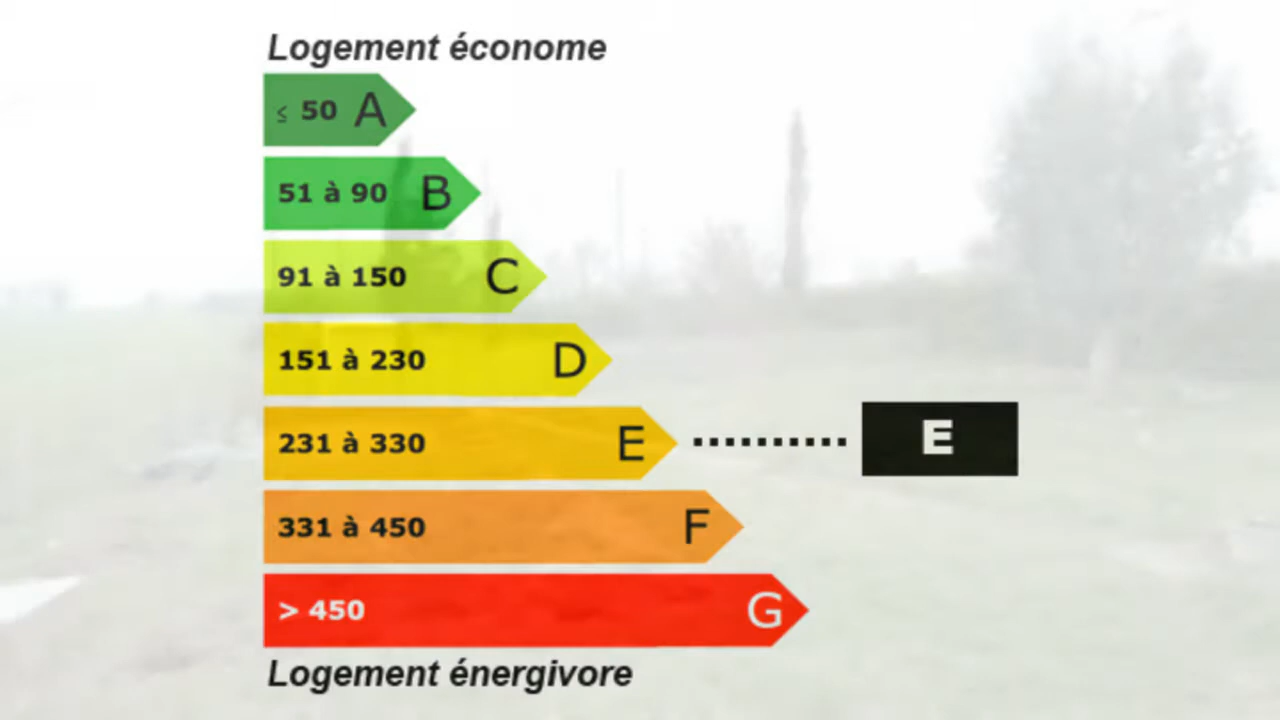 Logement économe
≤ 50 A
51 à 90 B
91 à 150 C
151 à 230 D
231 à 330 E
E
331 à 450 F
> 450 G
Logement énergivore